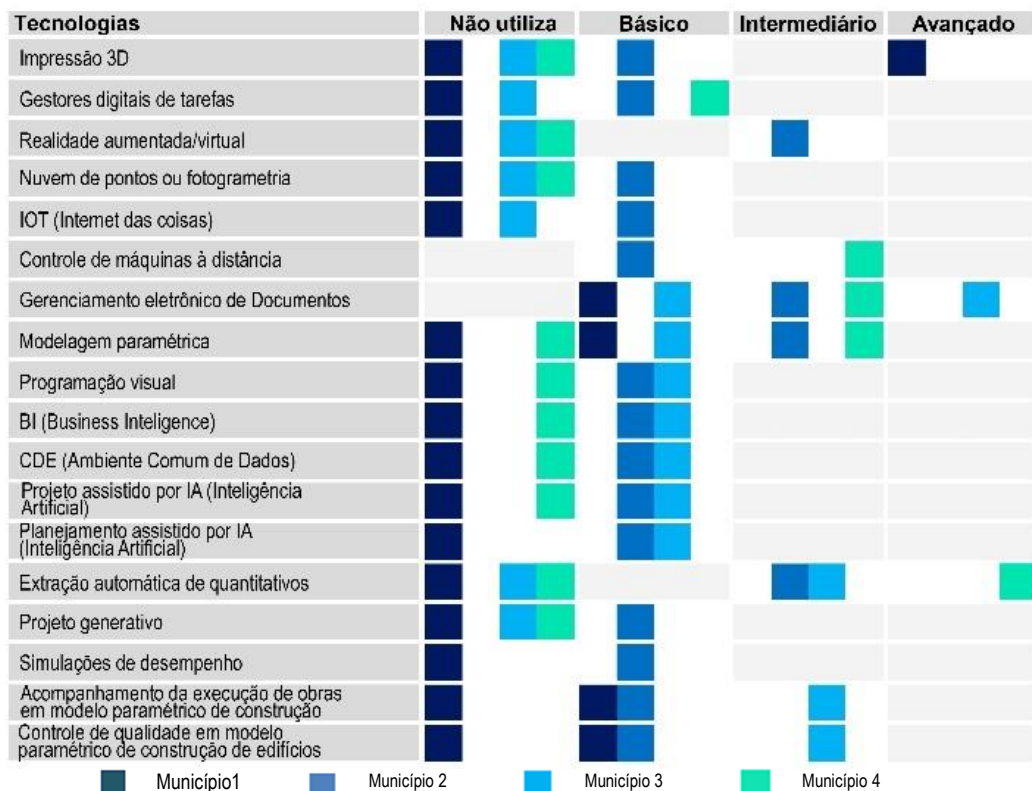 Tecnologias Não utiliza Básico Intermediário Avançado
Impressão 3D
Gestores digitais de tarefas
Realidade aumentada/virtual
Nuvem de pontos ou fotogrametria
IOT (Internet das coisas)
Controle de máquinas à distância
Gerenciamento eletrônico de Documentos
Modelagem paramétrica
Programação visual
BI (Business Inteligence)
CDE (Ambiente Comum de Dados)
Projeto assistido por IA (Inteligência
Artificial)
Planejamento assistido por IA
(Inteligência Artificial)
Extração automática de quantitativos
Projeto generativo
Simulações de desempenho
Acompanhamento da execução de obras
em modelo paramétrico de construção
Controle de qualidade em modelo
paramétrico de construção de edifícios
Município1 Município 2 Município 3 Município 4